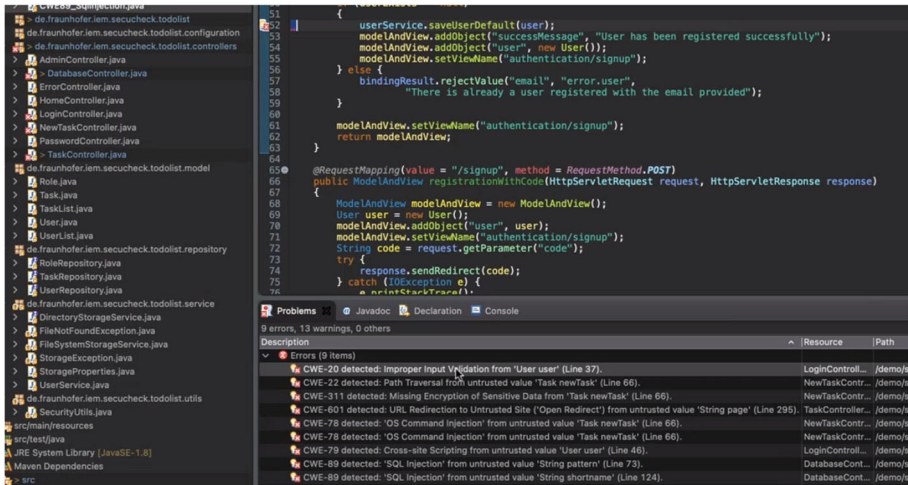 CWE89_SqlInjection.java
> de.fraunhofer.iem.secucheck.todolist
de.fraunhofer.iem.secucheck.todolist.configuration
> de.fraunhofer.iem.secucheck.todolist.controllers
> AdminController.java
> > DatabaseController.java
> ErrorController.java
> HomeController.java
> LoginController.java
> NewTaskController.java
> PasswordController.java
> > TaskController.java
de.fraunhofer.iem.secucheck.todolist.model
> Role.java
> Task.java
> TaskList.java
> User.java
> UserList.java
de.fraunhofer.iem.secucheck.todolist.repository
> RoleRepository.java
> TaskRepository.java
> UserRepository.java
de.fraunhofer.iem.secucheck.todolist.service
> DirectoryStorageService.java
> FileNotFoundException.java
> FileSystemStorageService.java
> StorageException.java
> StorageProperties.java
> UserService.java
de.fraunhofer.iem.secucheck.todolist.utils
> SecurityUtils.java
src/main/resources
src/test/java
JRE System Library [JavaSE-1.8]
Maven Dependencies
> src
51 {
52 userService.saveUserDefault(user);
53 modelAndView.addObject("successMessage", "User has been registered successfully");
54 modelAndView.addObject("user", new User());
55 modelAndView.setViewName("authentication/signup");
56 } else {
57 bindingResult.rejectValue("email", "error.user",
58 "There is already a user registered with the email provided");
59 }
60
61 modelAndView.setViewName("authentication/signup");
62 return modelAndView;
63 }
64
65 @RequestMapping(value = "/signup", method = RequestMethod.POST)
66 public ModelAndView registrationWithCode(HttpServletRequest request, HttpServletResponse response)
67 {
68 ModelAndView modelAndView = new ModelAndView();
69 User user = new User();
70 modelAndView.addObject("user", user);
71 modelAndView.setViewName("authentication/signup");
72 String code = request.getParameter("code");
73 try {
74 response.sendRedirect(code);
75 } catch (IOException e) {
76 e.printStackTrace();
Problems Javadoc Declaration Console
9 errors, 13 warnings, 0 others
Description Resource Path
Errors (9 items)
CWE-20 detected: Improper Input Validation from 'User user' (Line 37). LoginControll... /demo/s
CWE-22 detected: Path Traversal from untrusted value 'Task newTask' (Line 66). NewTaskContr... /demo/s
CWE-311 detected: Missing Encryption of Sensitive Data from 'Task newTask' (Line 66). NewTaskContr... /demo/s
CWE-601 detected: URL Redirection to Untrusted Site ('Open Redirect') from untrusted value 'String page' (Line 295). TaskController... /demo/s
CWE-78 detected: 'OS Command Injection' from untrusted value 'Task newTask' (Line 66). NewTaskContr... /demo/s
CWE-78 detected: 'OS Command Injection' from untrusted value 'Task newTask' (Line 66). NewTaskContr... /demo/s
CWE-79 detected: Cross-site Scripting from untrusted value 'User user' (Line 46). LoginControll... /demo/s
CWE-89 detected: 'SQL Injection' from untrusted value 'String pattern' (Line 73). DatabaseCont... /demo/s
CWE-89 detected: 'SQL Injection' from untrusted value 'String shortname' (Line 124). DatabaseCont... /demo/s